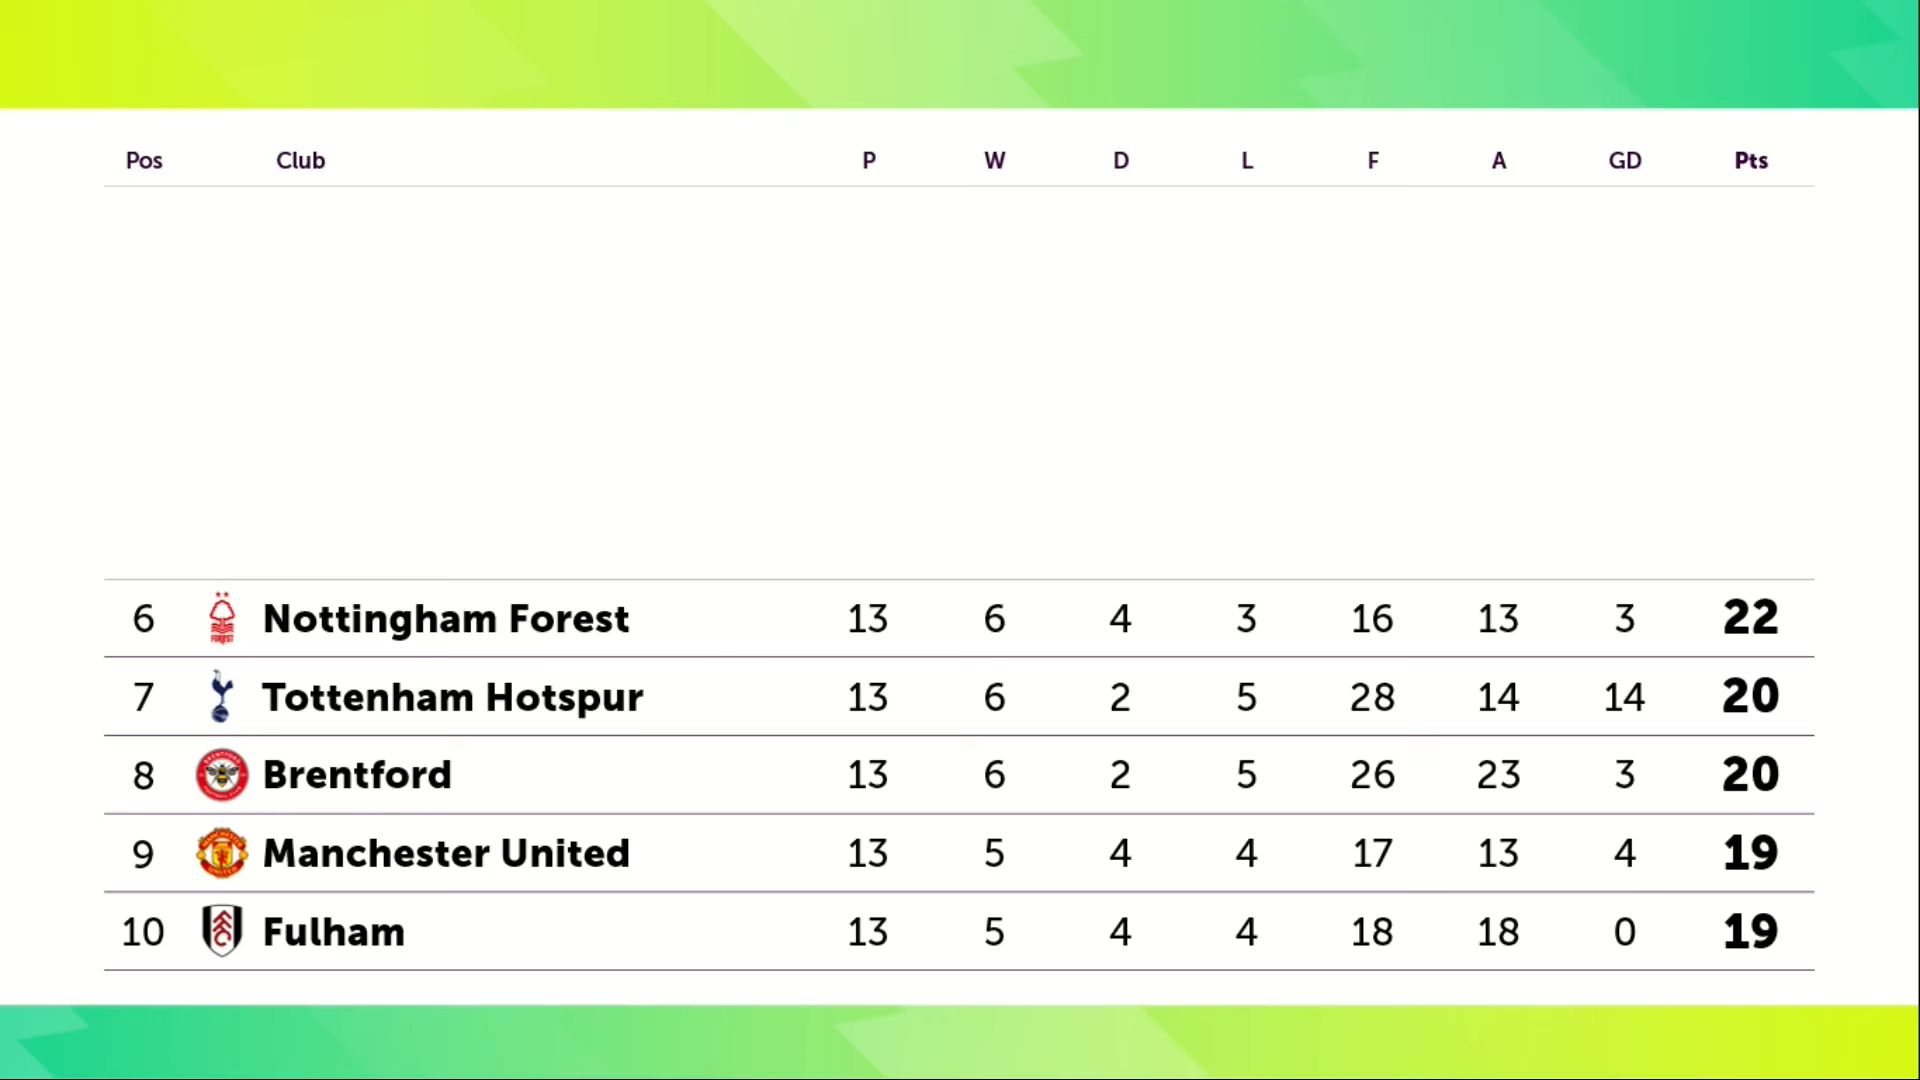 Pos Club P W D L F A GD Pts
6 FOREST Nottingham Forest 13 6 4 3 16 13 3 22
7 Tottenham Hotspur 13 6 2 5 28 14 14 20
8 Brentford 13 6 2 5 26 23 3 20
9 Manchester United 13 5 4 4 17 13 4 19
10 Fulham 13 5 4 4 18 18 0 19